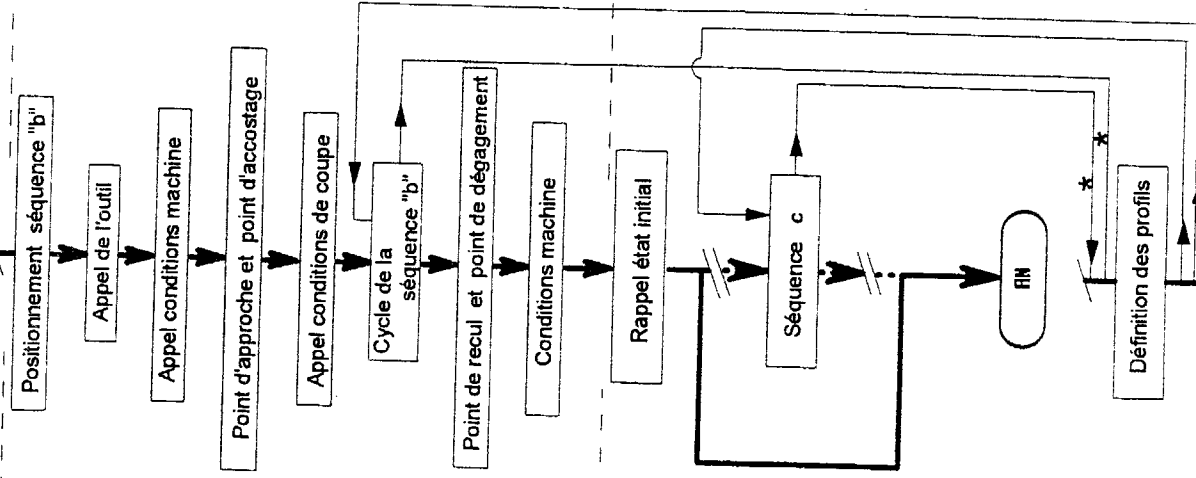 Positionnement séquence "b"
Appel de l'outil
Appel conditions machine
Point d'approche et point d'accostage
Appel conditions de coupe
Cycle de la
séquence "b"
Point de recul et point de dégagement
Conditions machine
Rappel état initial
Séquence c
*
*
Définition des profils